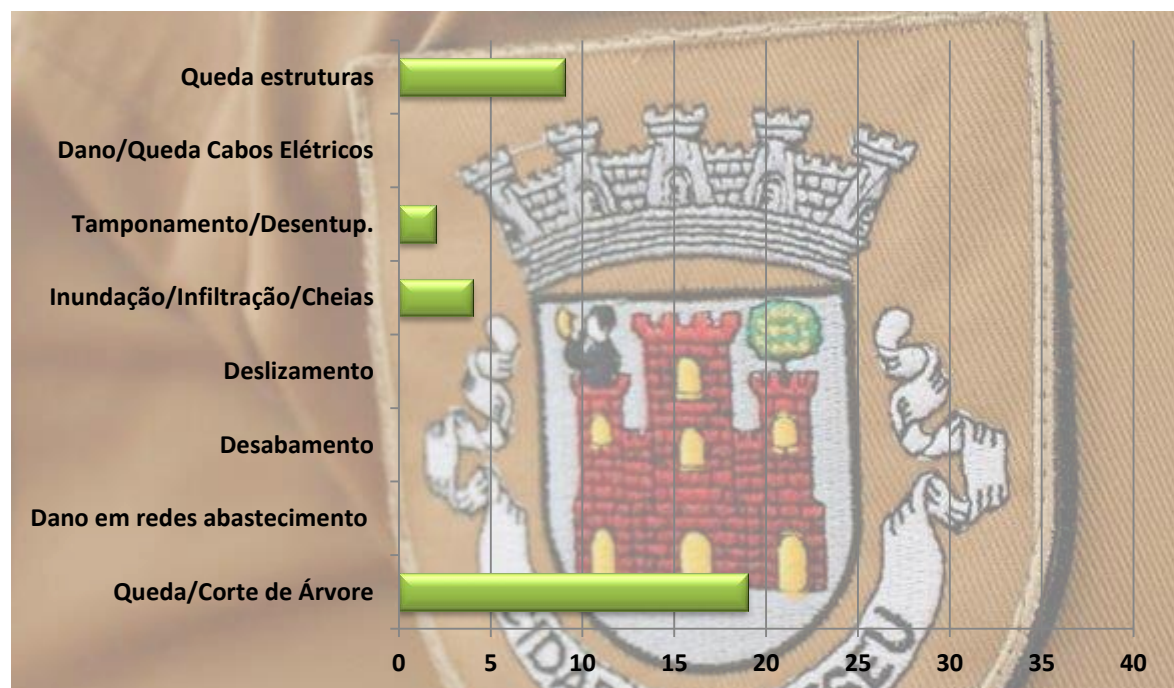 Queda estruturas
Dano/Queda Cabos Elétricos
Tamponamento/Desentup.
Inundação/Infiltração/Cheias
Deslizamento
Desabamento
Dano em redes abastecimento
Queda/Corte de Árvore
0 5 10 15 20 25 30 35 40